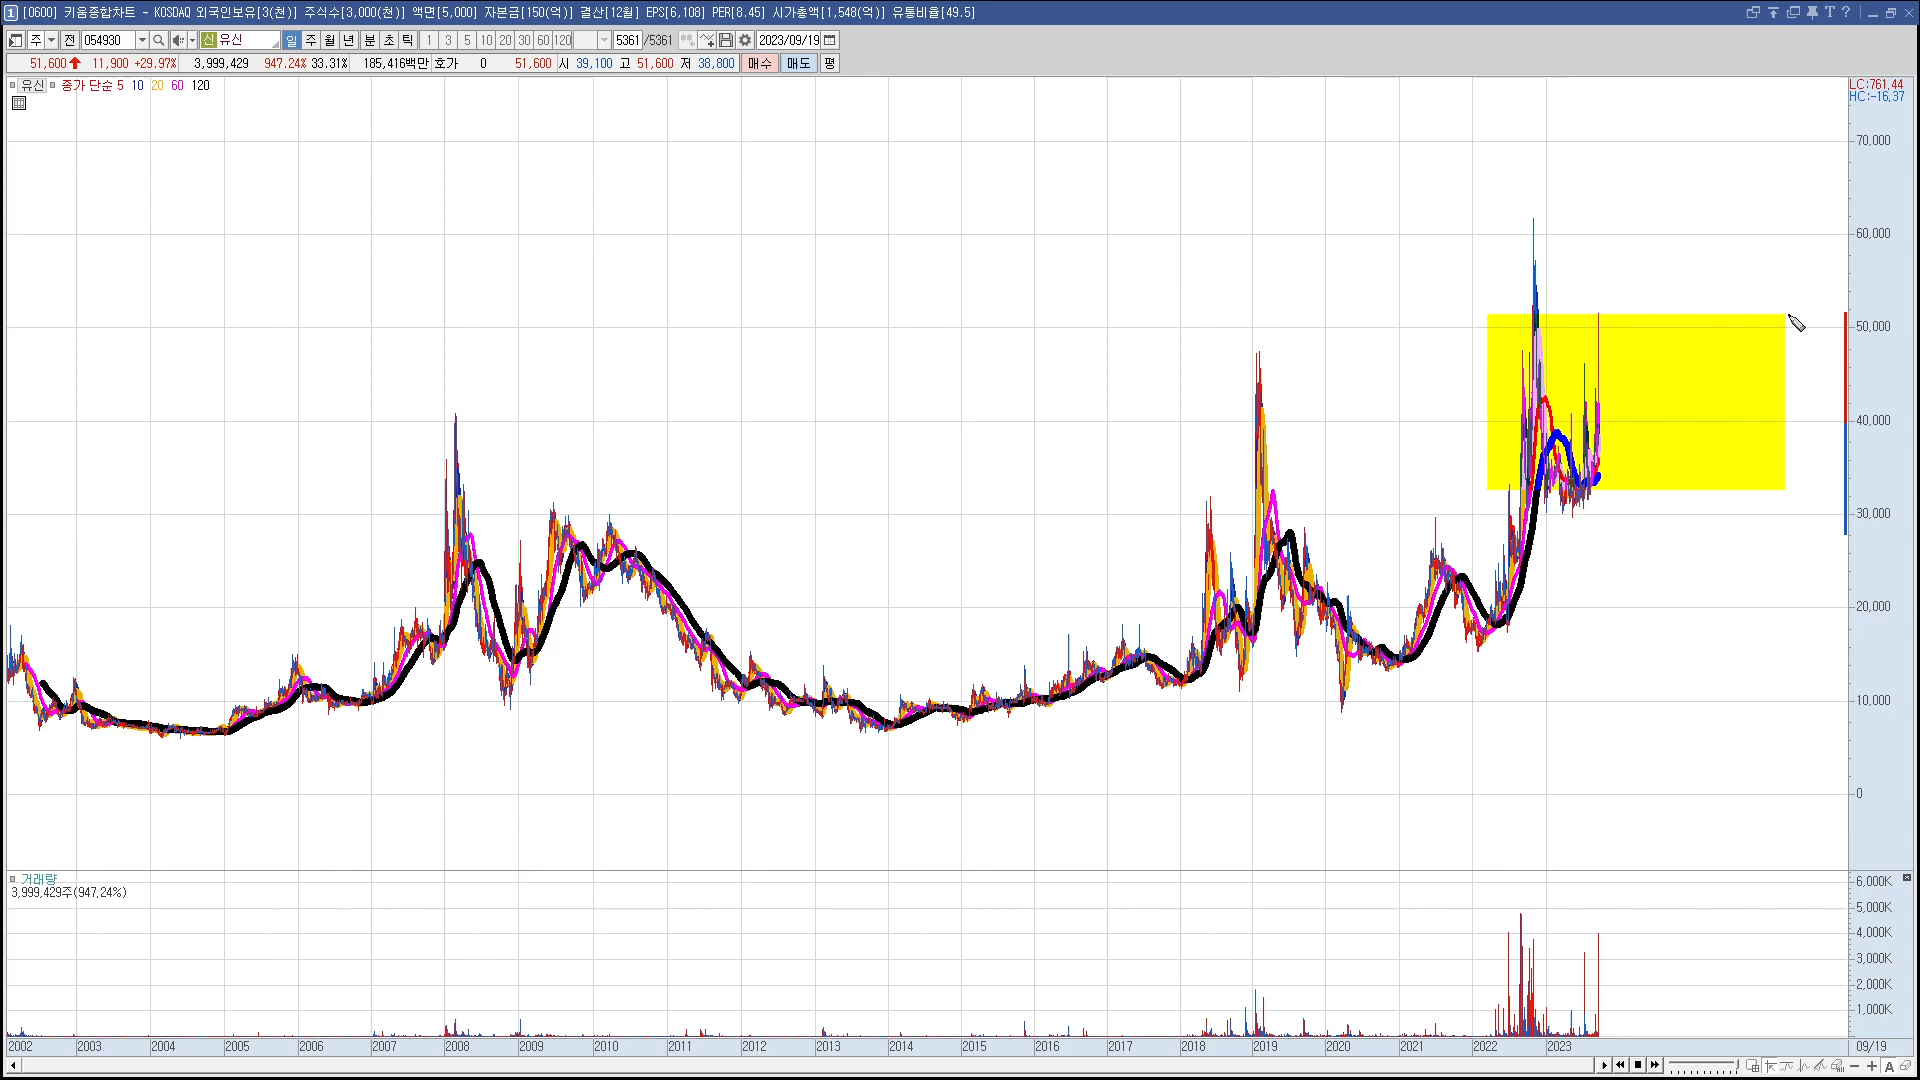 1 [0600] 키움종합차트 - KOSDAQ 외국인보유[3(천)] 주식수[3,000(천)] 액면[5,000] 자본금[150(억)] 결산[12월] EPS[6,108] PER[8.45] 시가총액[1,548(억)] 유통비율[49.5] T ?
주 전 054930 신 유신 일 주 월 년 분 초 틱 1 3 5 10 20 30 60 120 5361 /5361 2023/09/19
51,600 11,900 +29.97% 3,999,429 947.24% 33.31% 185,416백만 호가 0 51,600 시 39,100 고 51,600 저 38,800 매수 매도 평
유신 종가 단순 5 10 20 60 120
LC:761.44
HC:-16.37
70,000
60,000
50,000
40,000
30,000
20,000
10,000
0
거래량
3,999,429주(947.24%)
6,000K
5,000K
4,000K
3,000K
2,000K
1,000K
2002 2003 2004 2005 2006 2007 2008 2009 2010 2011 2012 2013 2014 2015 2016 2017 2018 2019 2020 2021 2022 2023 09/19
A